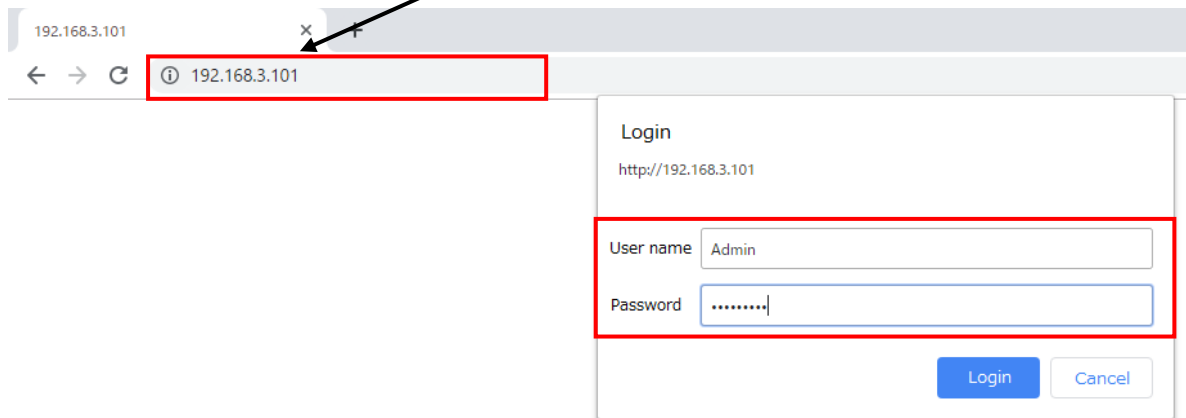 192.168.3.101
192.168.3.101
Login
http://192.168.3.101
User name Admin
Password •••••••••
Login Cancel